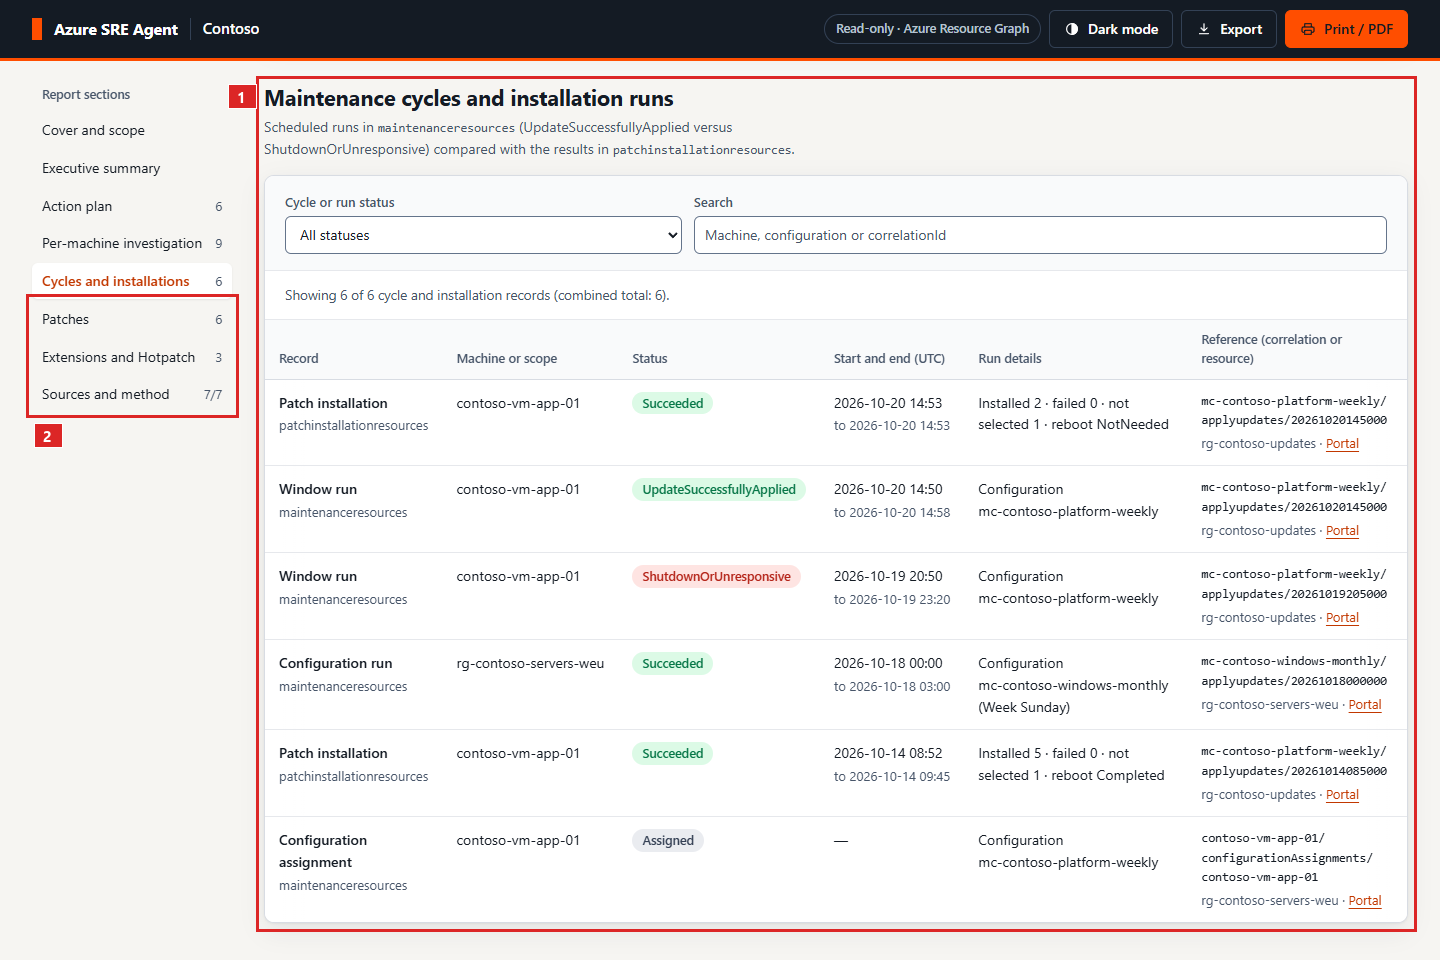 Azure SRE Agent
Contoso
Read-only · Azure Resource Graph
Dark mode
Export
Print / PDF
Report sections
Cover and scope
Executive summary
Action plan 6
Per-machine investigation 9
Cycles and installations 6
Patches 6
Extensions and Hotpatch 3
Sources and method 7/7
2
1
Maintenance cycles and installation runs
Scheduled runs in maintenanceresources (UpdateSuccessfullyApplied versus
ShutdownOrUnresponsive) compared with the results in patchinstallationresources.
Cycle or run status
All statuses
Search
Machine, configuration or correlationId
Showing 6 of 6 cycle and installation records (combined total: 6).
Record
Machine or scope
Status
Start and end (UTC)
Run details
Reference (correlation or
resource)
Patch installation
patchinstallationresources
contoso-vm-app-01
Succeeded
2026-10-20 14:53
to 2026-10-20 14:53
Installed 2 · failed 0 · not
selected 1 · reboot NotNeeded
mc-contoso-platform-weekly/
applyupdates/20261020145000
rg-contoso-updates · Portal
Window run
maintenanceresources
contoso-vm-app-01
UpdateSuccessfullyApplied
2026-10-20 14:50
to 2026-10-20 14:58
Configuration
mc-contoso-platform-weekly
mc-contoso-platform-weekly/
applyupdates/20261020145000
rg-contoso-updates · Portal
Window run
maintenanceresources
contoso-vm-app-01
ShutdownOrUnresponsive
2026-10-19 20:50
to 2026-10-19 23:20
Configuration
mc-contoso-platform-weekly
mc-contoso-platform-weekly/
applyupdates/20261019205000
rg-contoso-updates · Portal
Configuration run
maintenanceresources
rg-contoso-servers-weu
Succeeded
2026-10-18 00:00
to 2026-10-18 03:00
Configuration
mc-contoso-windows-monthly
(Week Sunday)
mc-contoso-windows-monthly/
applyupdates/20261018000000
rg-contoso-servers-weu · Portal
Patch installation
patchinstallationresources
contoso-vm-app-01
Succeeded
2026-10-14 08:52
to 2026-10-14 09:45
Installed 5 · failed 0 · not
selected 1 · reboot Completed
mc-contoso-platform-weekly/
applyupdates/20261014085000
rg-contoso-updates · Portal
Configuration
assignment
maintenanceresources
contoso-vm-app-01
Assigned
—
Configuration
mc-contoso-platform-weekly
contoso-vm-app-01/
configurationAssignments/
contoso-vm-app-01
rg-contoso-servers-weu · Portal